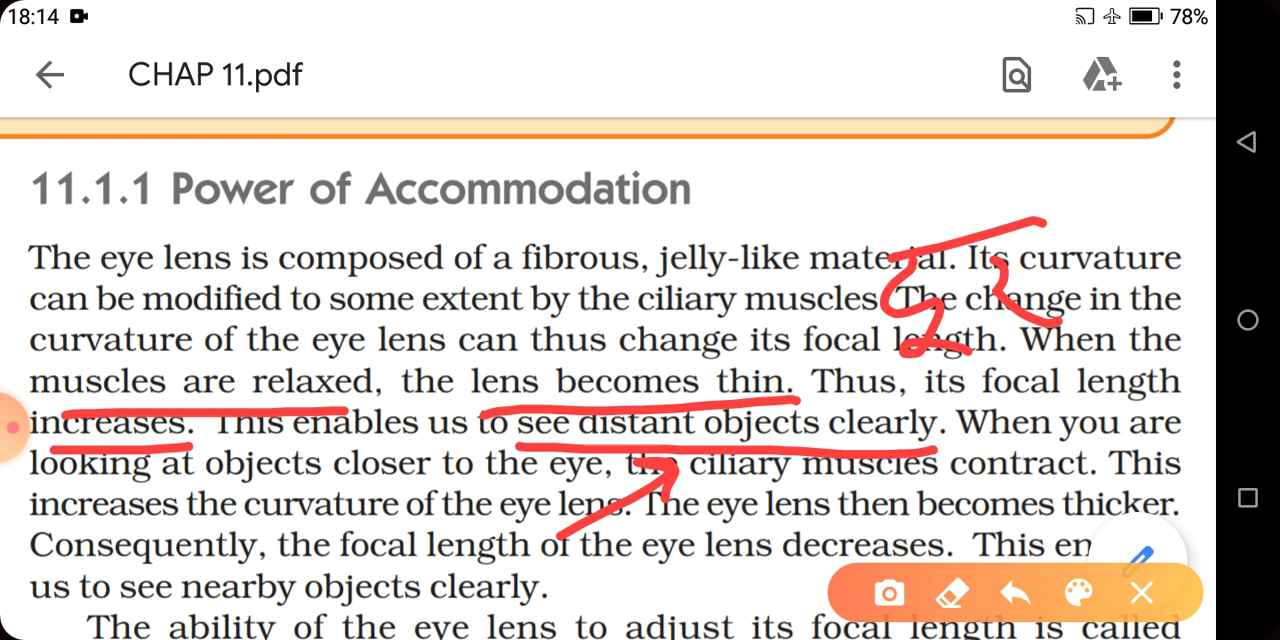 18:14 78%
CHAP 11.pdf
11.1.1 Power of Accommodation
The eye lens is composed of a fibrous, jelly-like material. Its curvature
can be modified to some extent by the ciliary muscles. The change in the
curvature of the eye lens can thus change its focal length. When the
muscles are relaxed, the lens becomes thin. Thus, its focal length
increases. This enables us to see distant objects clearly. When you are
looking at objects closer to the eye, the ciliary muscles contract. This
increases the curvature of the eye lens. The eye lens then becomes thicker.
Consequently, the focal length of the eye lens decreases. This en
us to see nearby objects clearly.
The ability of the eye lens to adjust its focal length is called